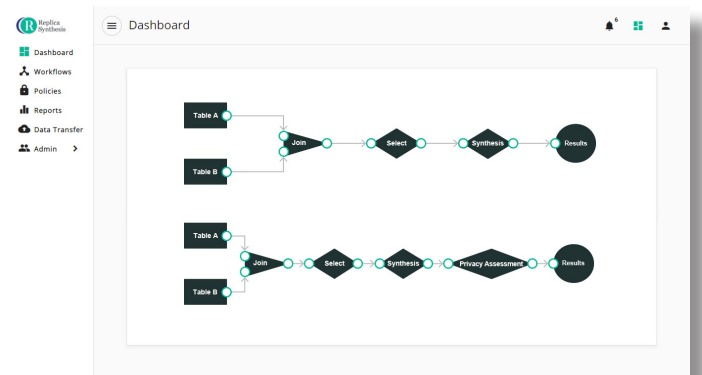 Replica
Synthesis
Dashboard
6
Dashboard
Workflows
Policies
Reports
Data Transfer
Admin
Table A
Join
Select
Synthesis
Results
Table B
Table A
Join
Select
Synthesis
Privacy Assessment
Results
Table B